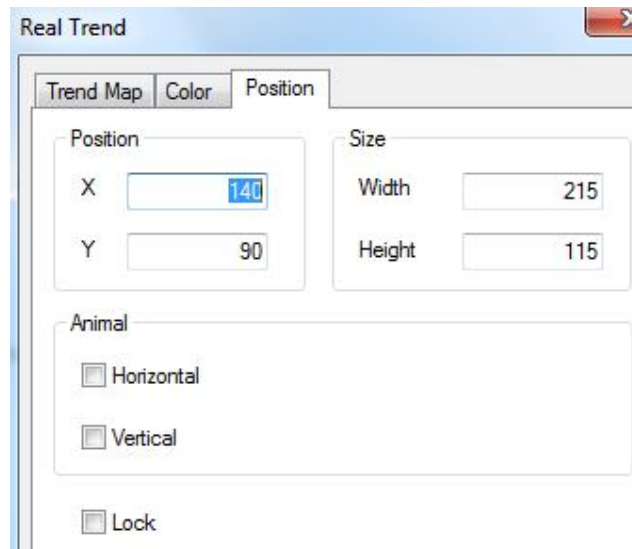 Real Trend
Trend Map Color Position
Position
X 140
Y 90
Size
Width 215
Height 115
Animal
Horizontal
Vertical
Lock